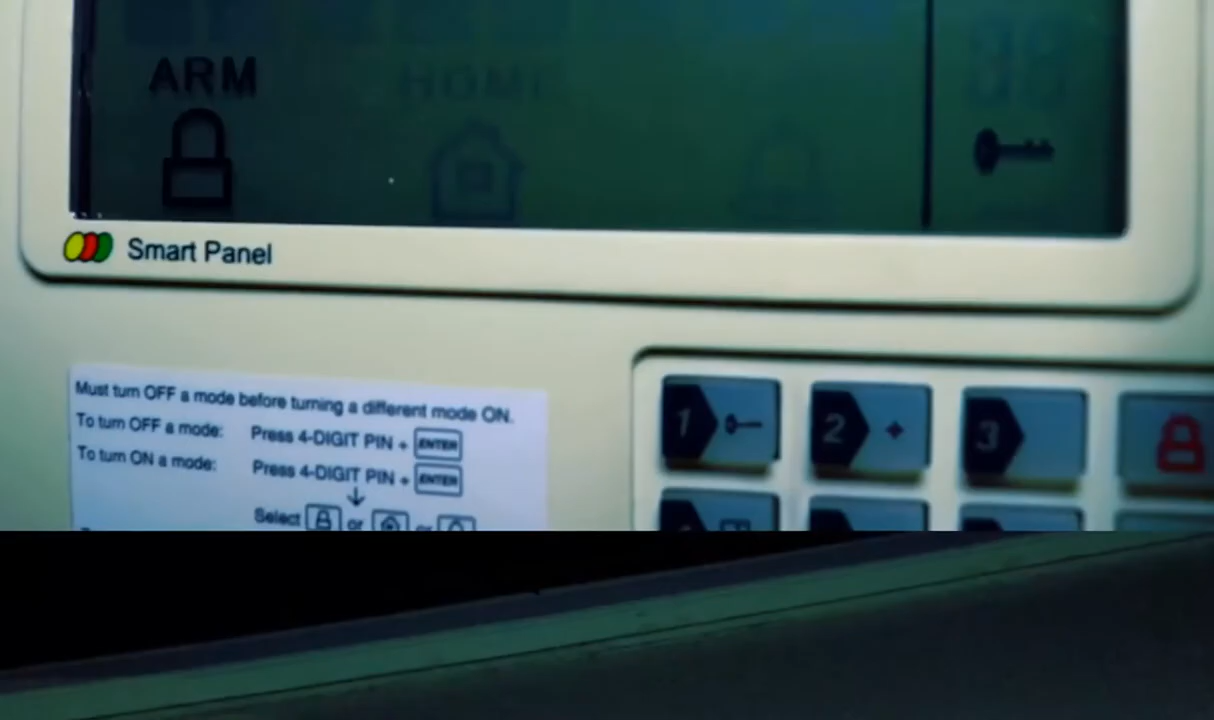 ARM HOME
Smart Panel
Must turn OFF a mode before turning a different mode ON.
To turn OFF a mode: Press 4-DIGIT PIN + ENTER
To turn ON a mode: Press 4-DIGIT PIN + ENTER
Select or or
1 2 3